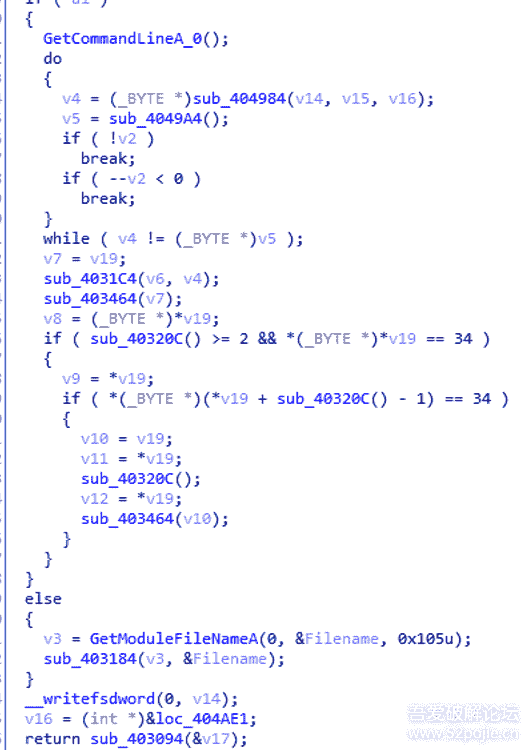 {
GetCommandLineA_0();
do
{
v4 = (_BYTE *)sub_404984(v14, v15, v16);
v5 = sub_4049A4();
if ( !v2 )
break;
if ( --v2 < 0 )
break;
}
while ( v4 != (_BYTE *)v5 );
v7 = v19;
sub_4031C4(v6, v4);
sub_403464(v7);
v8 = (_BYTE *)*v19;
if ( sub_40320C() >= 2 && *(_BYTE *)*v19 == 34 )
{
v9 = *v19;
if ( *(_BYTE *)(*v19 + sub_40320C() - 1) == 34 )
{
v10 = v19;
v11 = *v19;
sub_40320C();
v12 = *v19;
sub_403464(v10);
}
}
}
else
{
v3 = GetModuleFileNameA(0, &Filename, 0x105u);
sub_403184(v3, &Filename);
}
__writefsdword(0, v14);
v16 = (int *)&loc_404AE1;
return sub_403094(&v17);
吾爱破解论坛
www.52pojie.cn